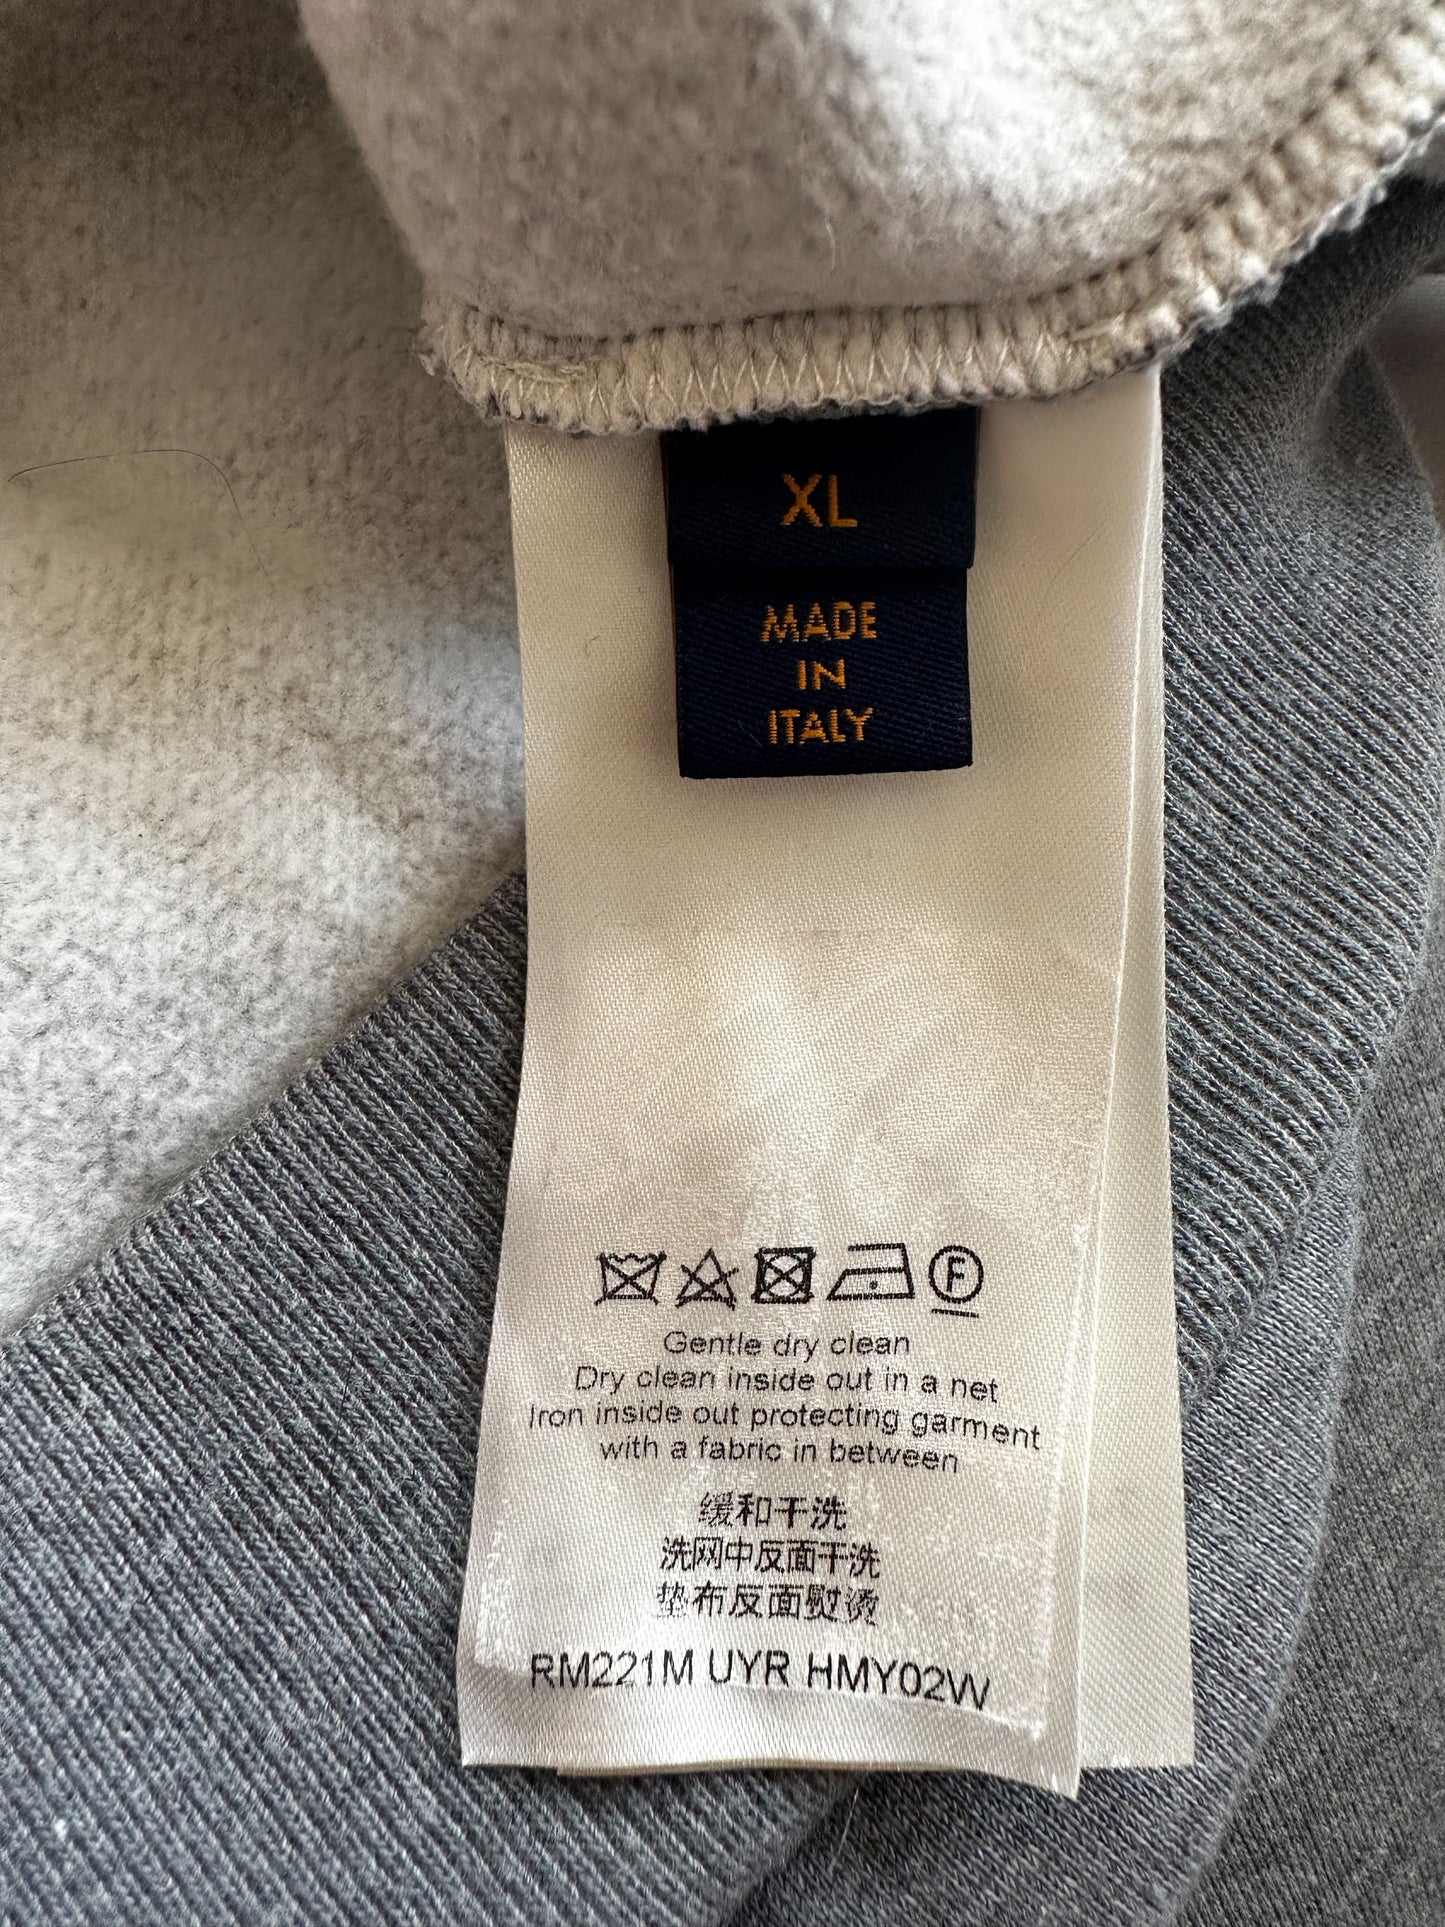 XL
MADE
IN
ITALY
F
Gentle dry clean
Dry clean inside out in a net
Iron inside out protecting garment
with a fabric in between
缓和干洗
洗网中反面干洗
垫布反面熨烫
RM221M UYR HMY02W